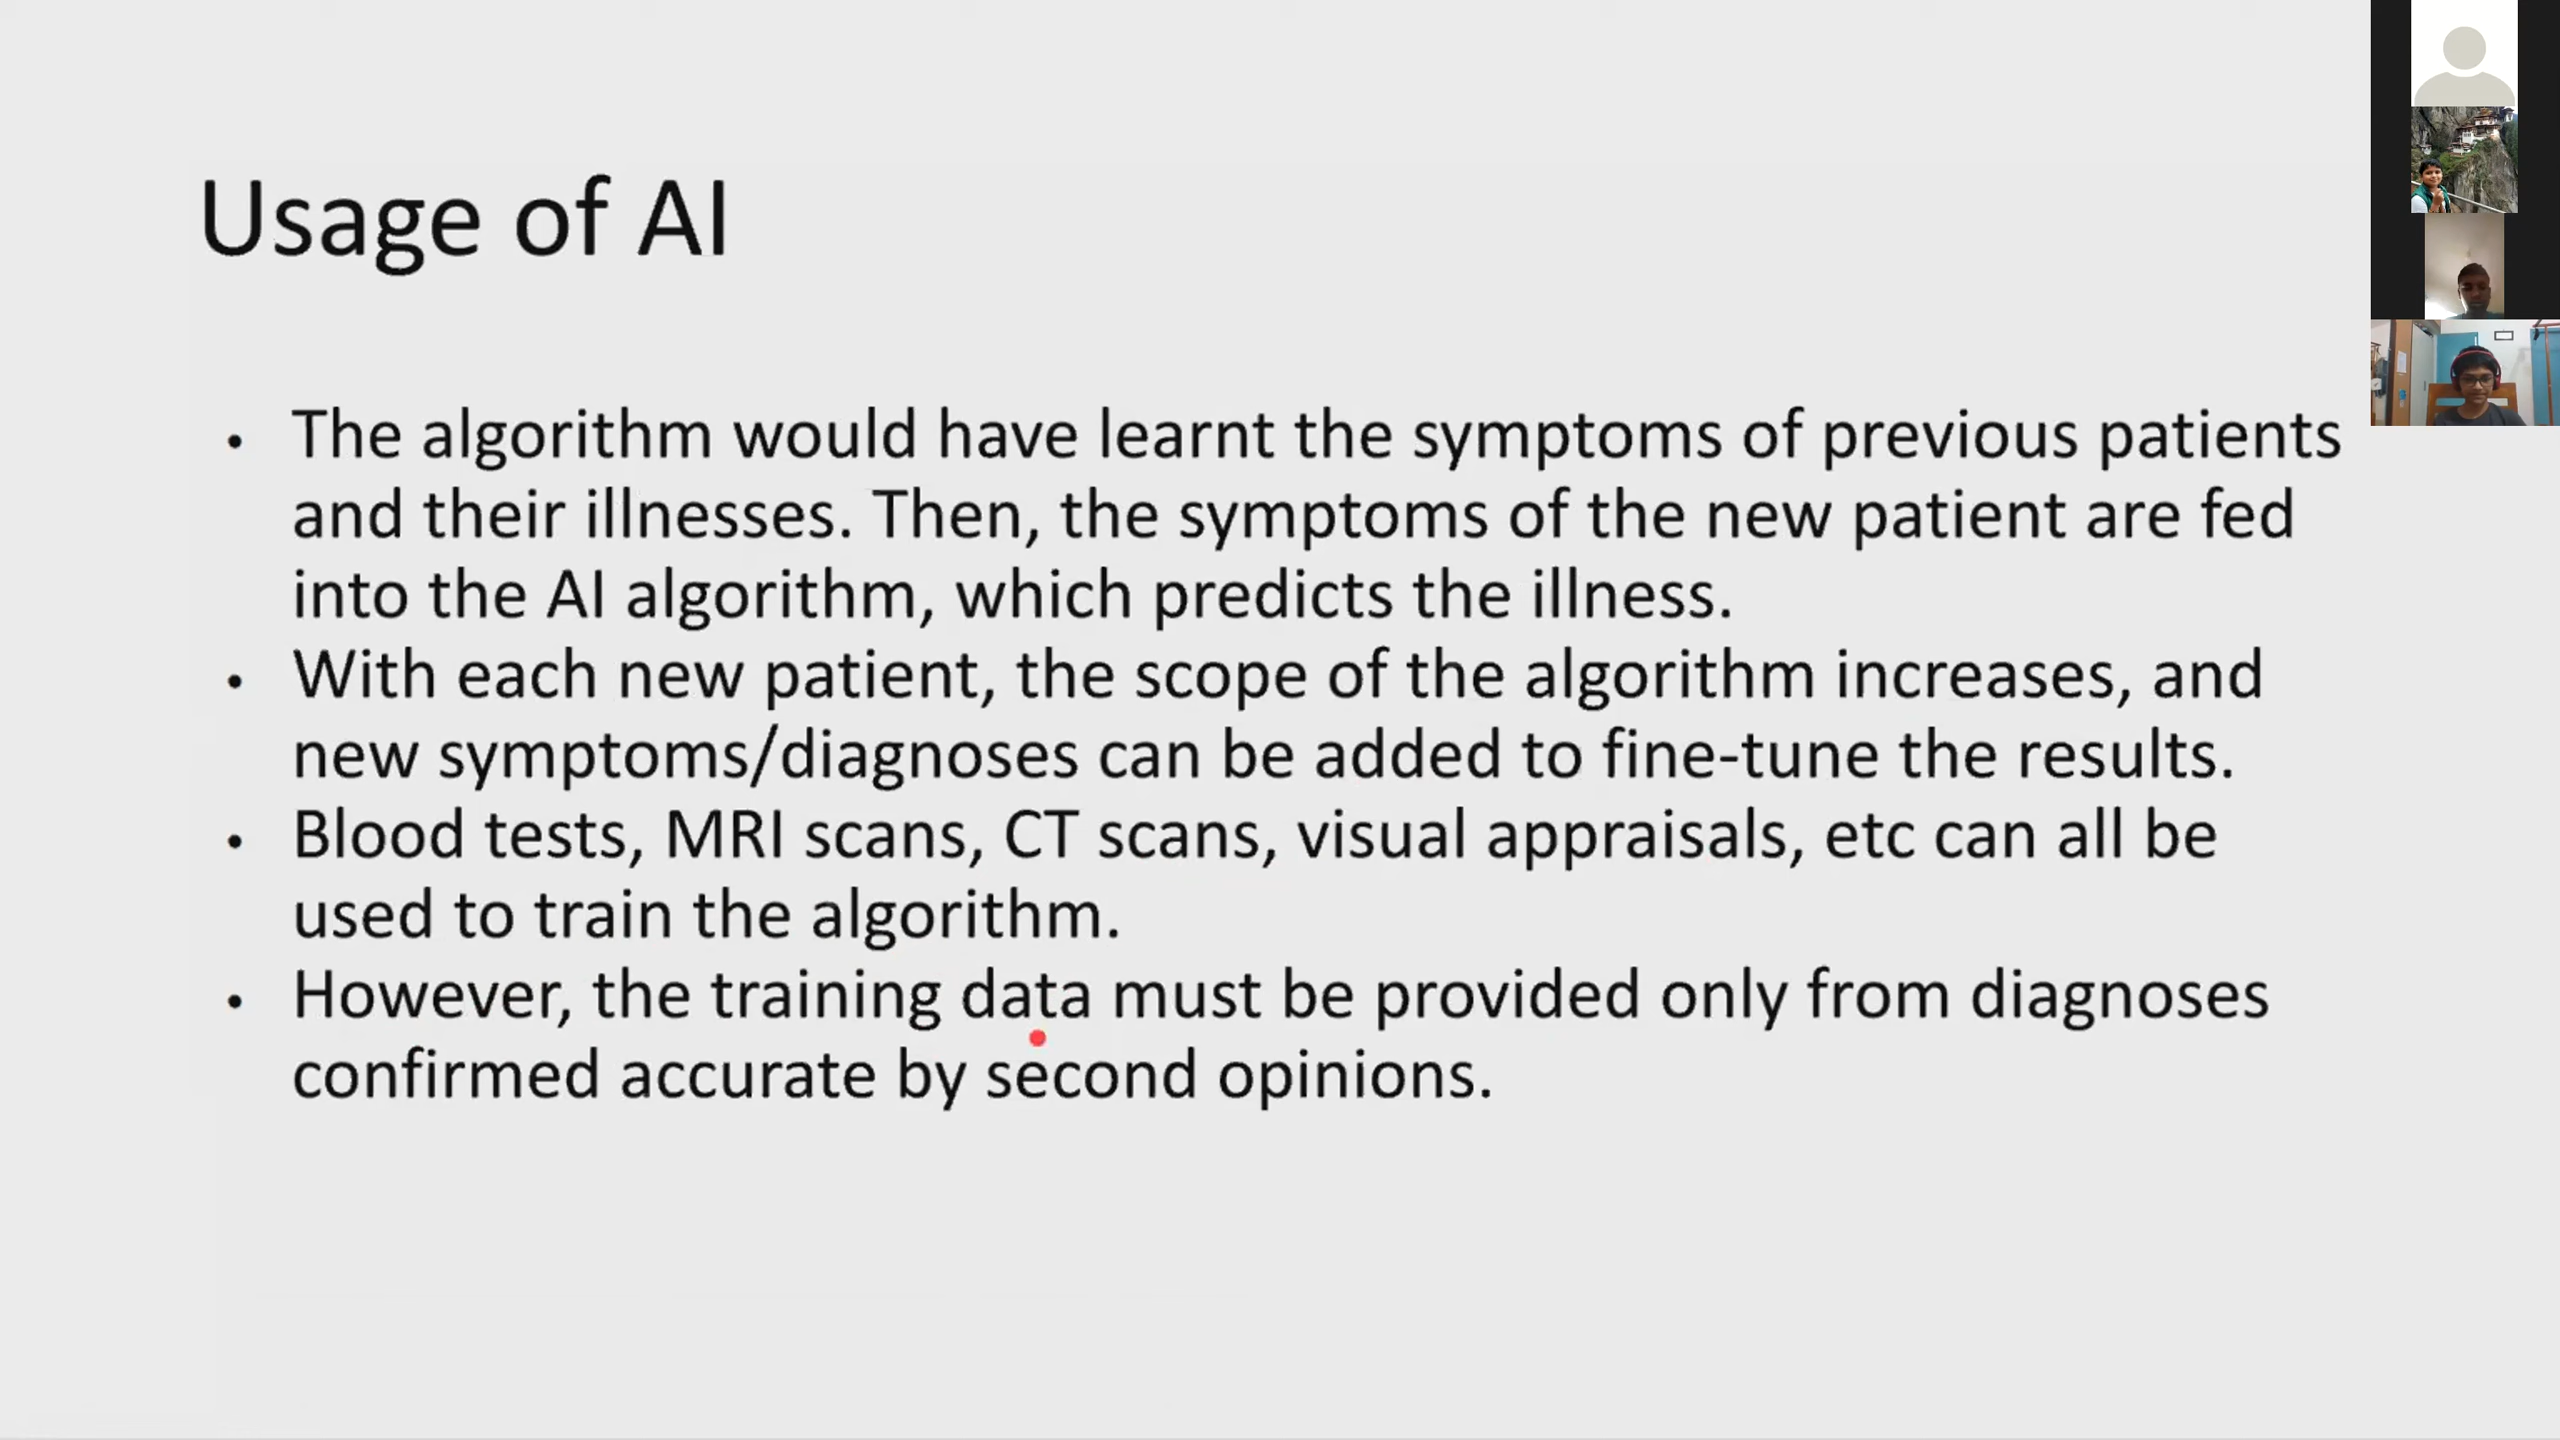 Usage of AI
• The algorithm would have learnt the symptoms of previous patients
and their illnesses. Then, the symptoms of the new patient are fed
into the AI algorithm, which predicts the illness.
• With each new patient, the scope of the algorithm increases, and
new symptoms/diagnoses can be added to fine-tune the results.
• Blood tests, MRI scans, CT scans, visual appraisals, etc can all be
used to train the algorithm.
• However, the training data must be provided only from diagnoses
confirmed accurate by second opinions.